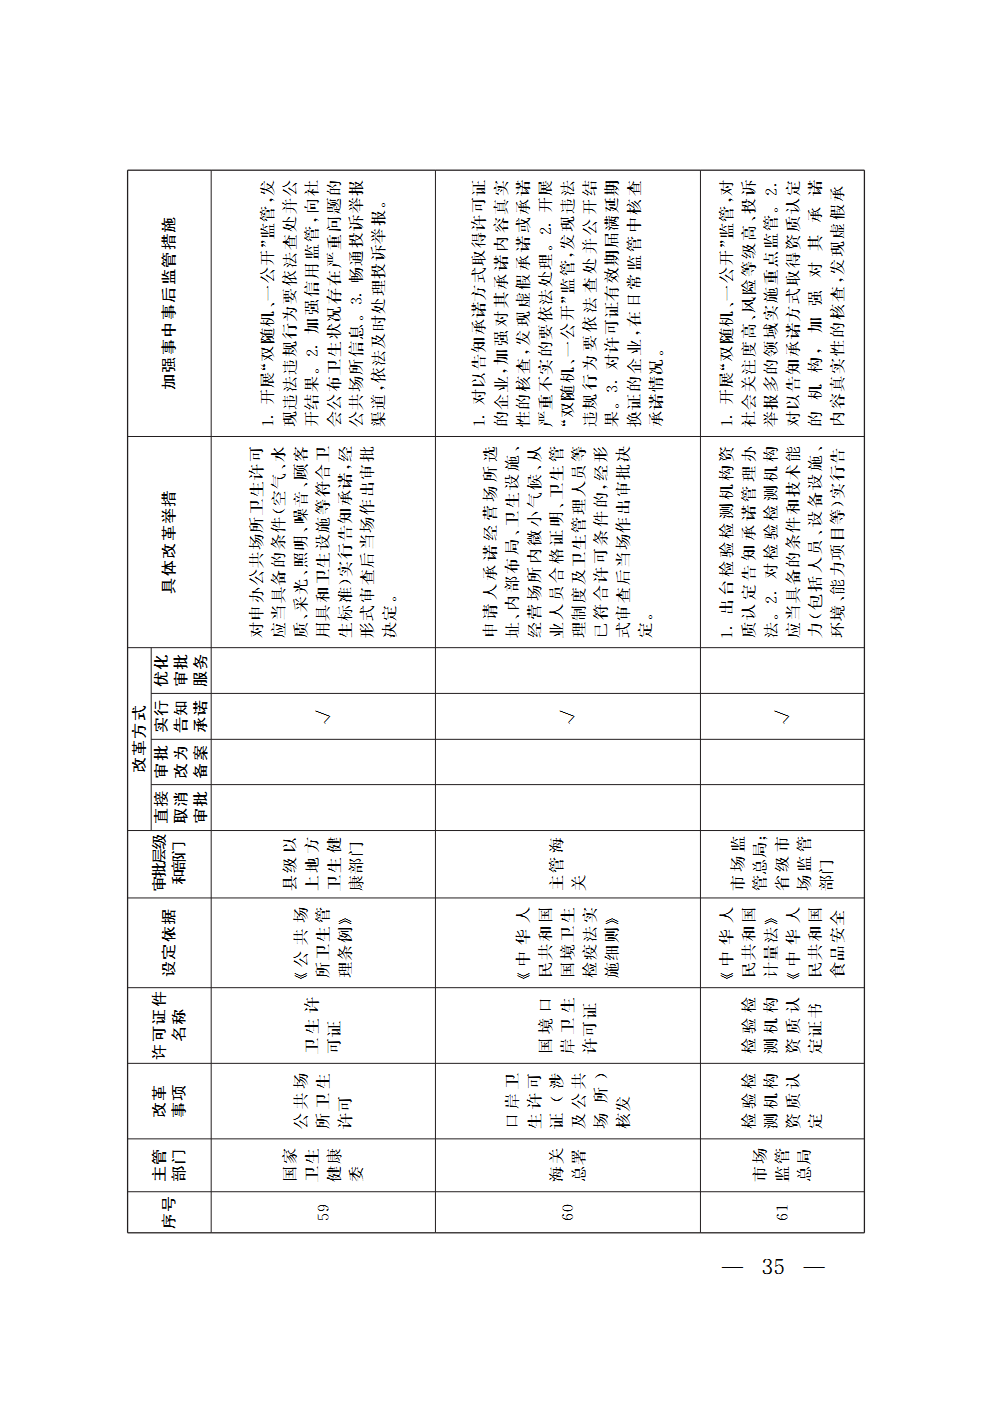 序号
主管
部门
改革
事项
许可证件
名称
设定依据
审批层级
和部门
改革方式
直接
取消
审批
审批
改为
备案
实行
告知
承诺
优化
审批
服务
具体改革举措
加强事中事后监管措施
59
国家
卫生
健康
委
公共场
所卫生
许可
卫生许
可证
《公共场
所卫生管
理条例》
县级以
上地方
卫生健
康部门
√
对申办公共场所卫生许可
应当具备的条件(空气、水
质、采光、照明、噪音、顾客
用具和卫生设施等符合卫
生标准)实行告知承诺,经
形式审查后当场作出审批
决定。
1. 开展“双随机、一公开”监管,发
现违法违规行为要依法查处并公
开结果。2. 加强信用监管,向社
会公布卫生状况存在严重问题的
公共场所信息。3. 畅通投诉举报
渠道,依法及时处理投诉举报。
60
海关
总署
口岸卫
生许可
证(涉
及公共
场所)
核发
国境口
岸卫生
许可证
《中华人
民共和国
国境卫生
检疫法实
施细则》
主管海
关
√
申请人承诺经营场所选
址、内部布局、卫生设施、
经营场所内微小气候、从
业人员合格证明、卫生管
理制度及卫生管理人员等
已符合许可条件的,经形
式审查后当场作出审批决
定。
1. 对以告知承诺方式取得许可证
的企业,加强对其承诺内容真实
性的核查,发现虚假承诺或承诺
严重不实的要依法处理。2. 开展
“双随机、一公开”监管,发现违法
违规行为要依法查处并公开结
果。3. 对许可证有效期届满延期
换证的企业,在日常监管中核查
承诺情况。
61
市场
监管
总局
检验检
测机构
资质认
定
检验检
测机构
资质认
定证书
《中华人
民共和国
计量法》
《中华人
民共和国
食品安全
市场监
管总局;
省级市
场监管
部门
√
1. 出台检验检测机构资
质认定告知承诺管理办
法。2. 对检验检测机构
应当具备的条件和技术能
力(包括人员、设备设施、
环境、能力项目等)实行告
1. 开展“双随机、一公开”监管,对
社会关注度高、风险等级高、投诉
举报多的领域实施重点监管。2.
对以告知承诺方式取得资质认定
的机构,加强对其承诺
内容真实性的核查,发现虚假承
— 35 —